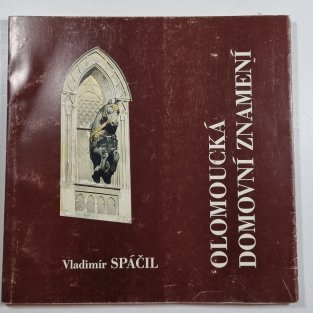 OLOMOUCKÁ
DOMOVNÍ ZNAMENÍ
Vladimír SPÁČIL